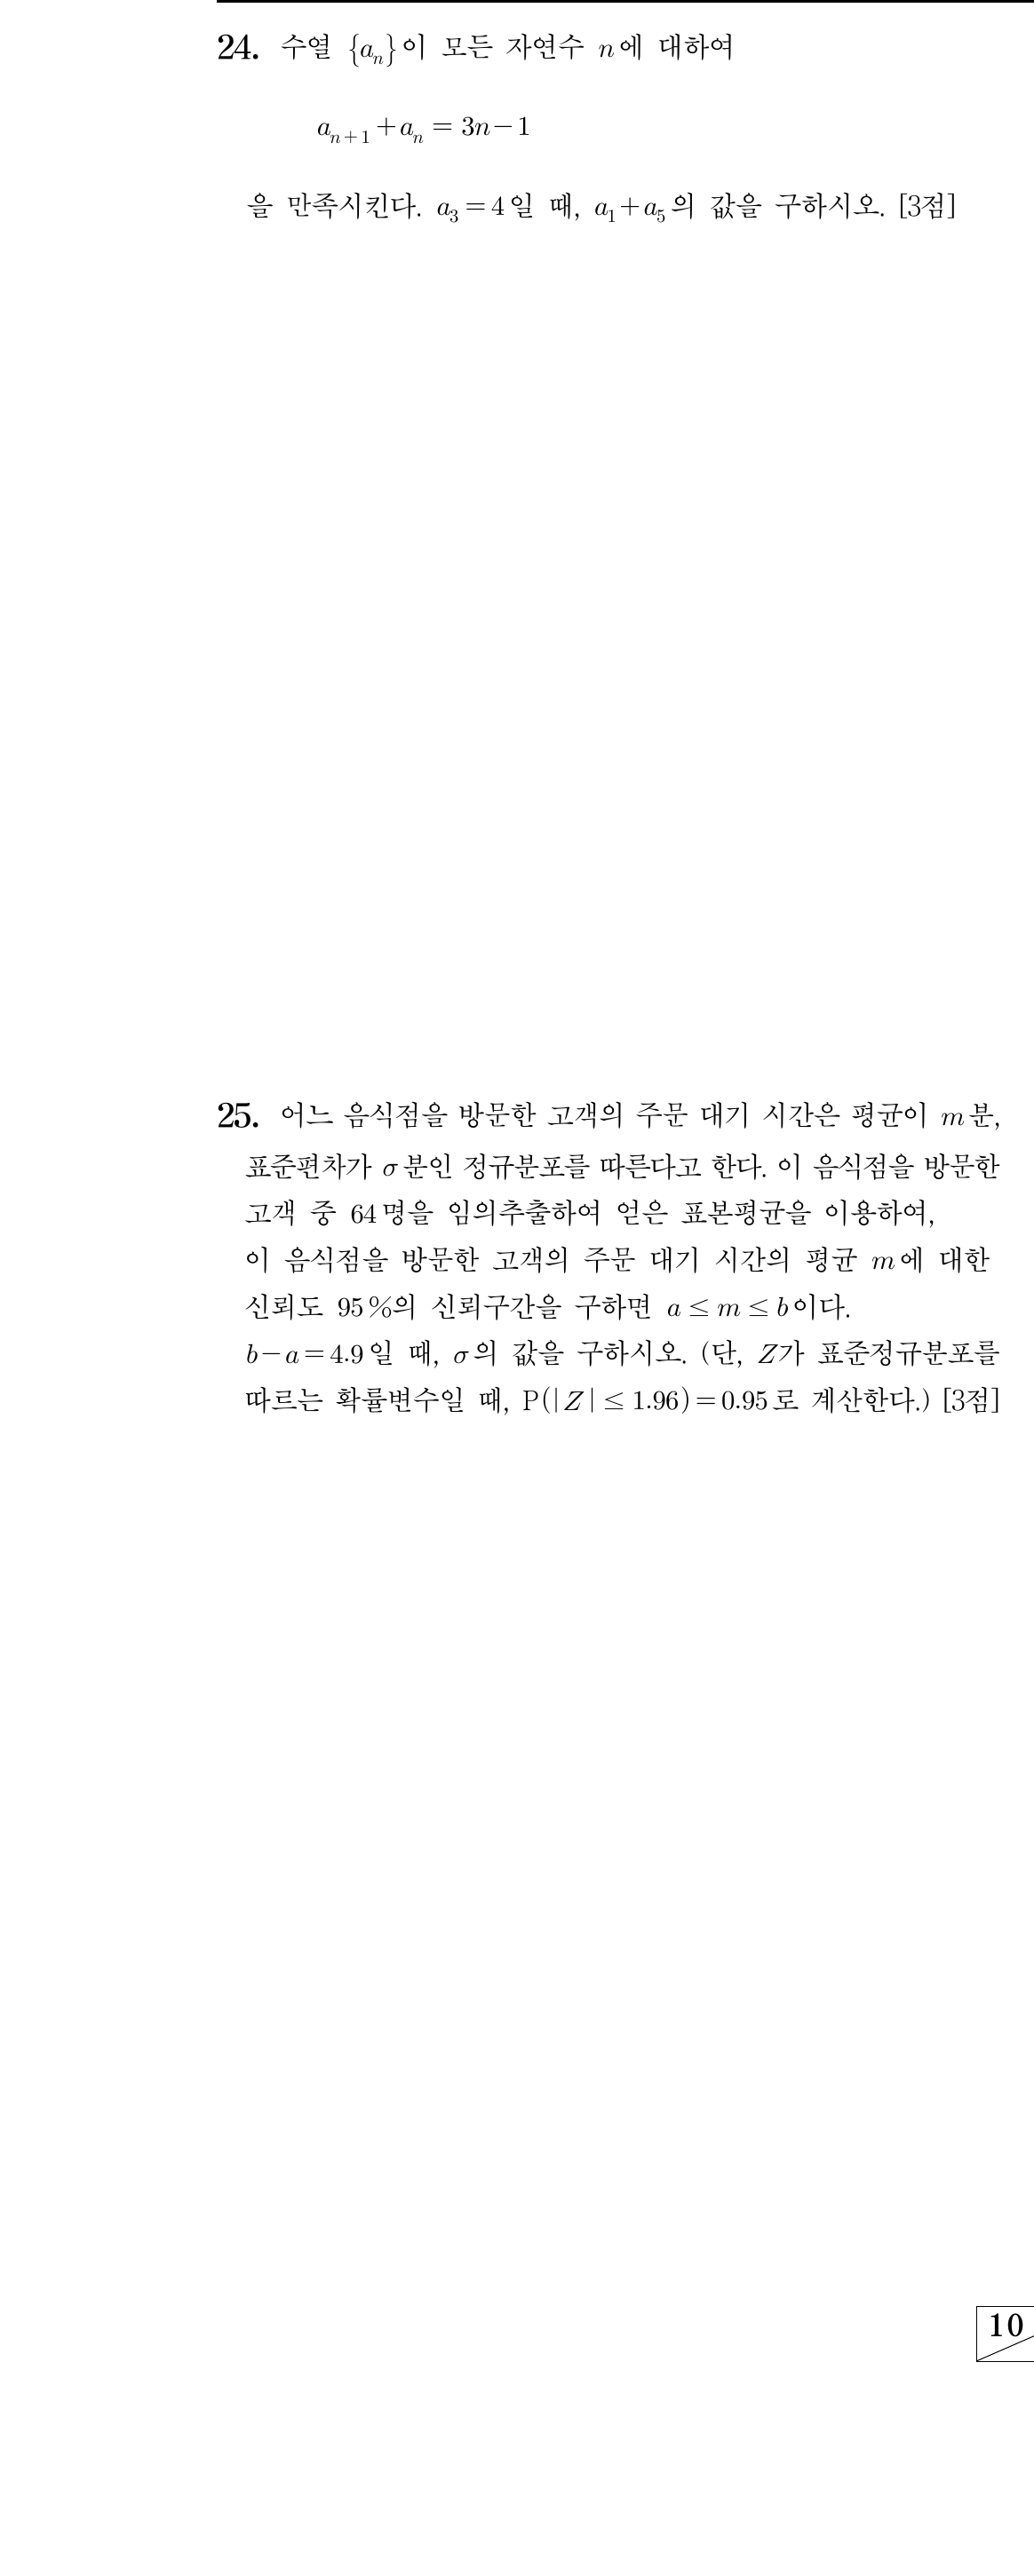 24. 수열 {aₙ}이 모든 자연수 n에 대하여
aₙ₊₁+aₙ = 3n-1
을 만족시킨다. a₃=4일 때, a₁+a₅의 값을 구하시오. [3점]
25. 어느 음식점을 방문한 고객의 주문 대기 시간은 평균이 m분,
표준편차가 σ분인 정규분포를 따른다고 한다. 이 음식점을 방문한
고객 중 64명을 임의추출하여 얻은 표본평균을 이용하여,
이 음식점을 방문한 고객의 주문 대기 시간의 평균 m에 대한
신뢰도 95%의 신뢰구간을 구하면 a ≤ m ≤ b이다.
b-a=4.9일 때, σ의 값을 구하시오. (단, Z가 표준정규분포를
따르는 확률변수일 때, P(|Z| ≤ 1.96)=0.95로 계산한다.) [3점]
10